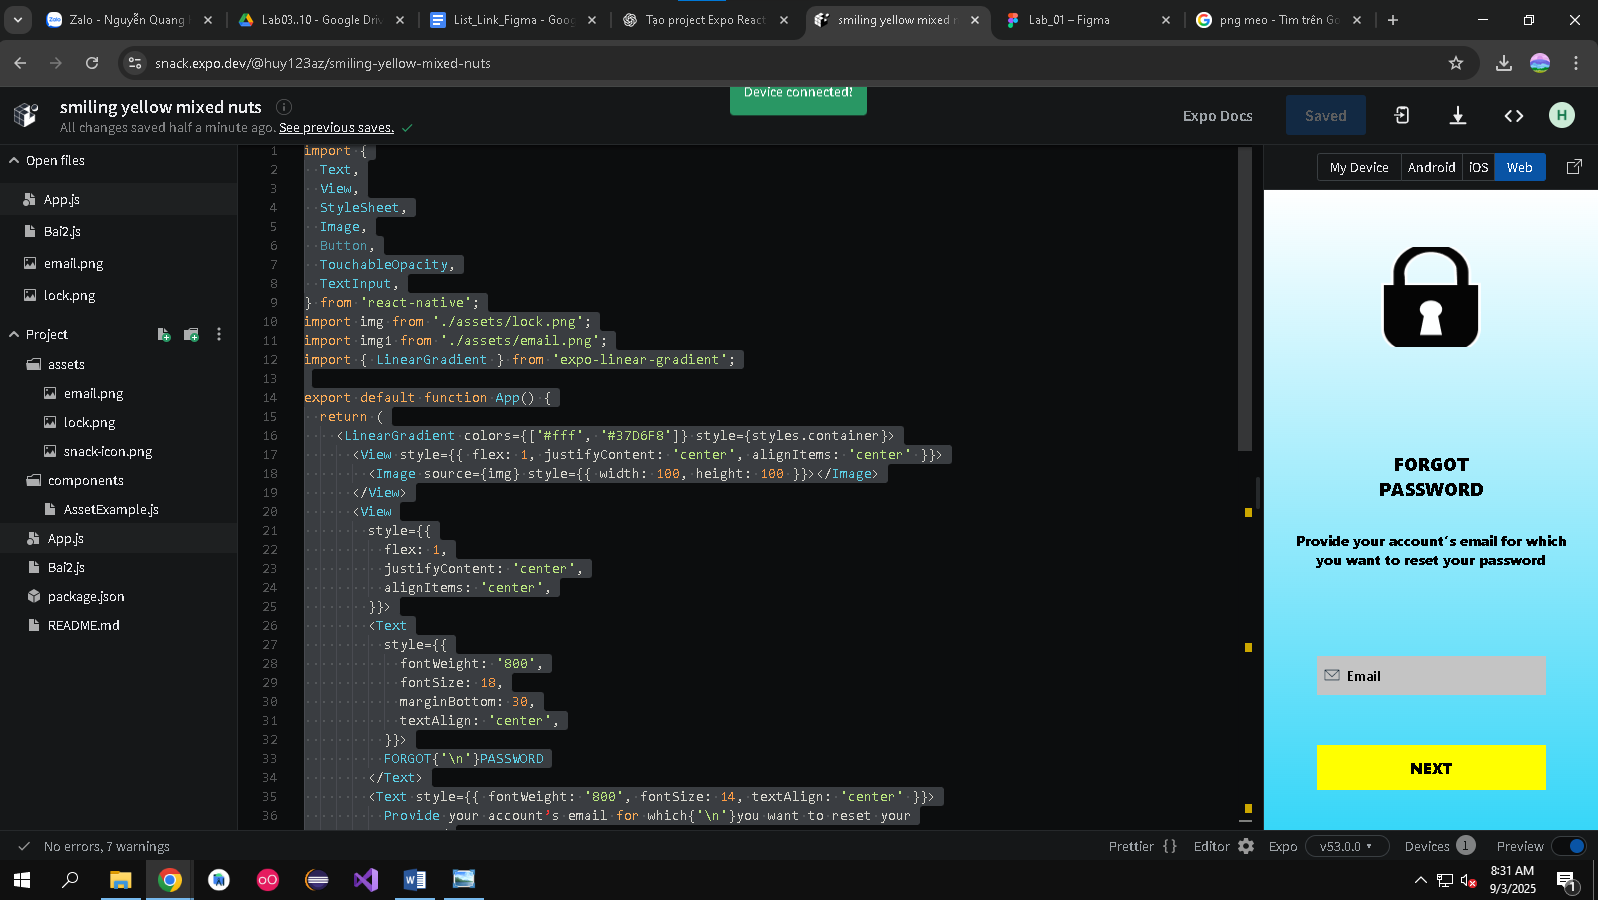 Zalo - Nguyễn Quang
Lab03..10 - Google Driv
List_Link_Figma - Goog
Tạo project Expo React
smiling yellow mixed n
Lab_01 – Figma
png meo - Tìm trên Go
snack.expo.dev/@huy123az/smiling-yellow-mixed-nuts
Device connected!
smiling yellow mixed nuts
All changes saved half a minute ago. See previous saves.
Expo Docs
Saved
H
Open files
App.js
Bai2.js
email.png
lock.png
Project
assets
email.png
lock.png
snack-icon.png
components
AssetExample.js
App.js
Bai2.js
package.json
README.md
1 import {
2 Text,
3 View,
4 StyleSheet,
5 Image,
6 Button,
7 TouchableOpacity,
8 TextInput,
9 } from 'react-native';
10 import img from './assets/lock.png';
11 import img1 from './assets/email.png';
12 import { LinearGradient } from 'expo-linear-gradient';
13
14 export default function App() {
15 return (
16 <LinearGradient colors={['#fff', '#37D6F8']} style={styles.container}>
17 <View style={{ flex: 1, justifyContent: 'center', alignItems: 'center' }}>
18 <Image source={img} style={{ width: 100, height: 100 }}></Image>
19 </View>
20 <View
21 style={{
22 flex: 1,
23 justifyContent: 'center',
24 alignItems: 'center',
25 }}>
26 <Text
27 style={{
28 fontWeight: '800',
29 fontSize: 18,
30 marginBottom: 30,
31 textAlign: 'center',
32 }}>
33 FORGOT{'\n'}PASSWORD
34 </Text>
35 <Text style={{ fontWeight: '800', fontSize: 14, textAlign: 'center' }}>
36 Provide your account’s email for which{'\n'}you want to reset your
My Device
Android
iOS
Web
FORGOT
PASSWORD
Provide your account’s email for which
you want to reset your password
Email
NEXT
No errors, 7 warnings
Prettier {}
Editor
Expo
v53.0.0
Devices 1
Preview
8:31 AM
9/3/2025
1